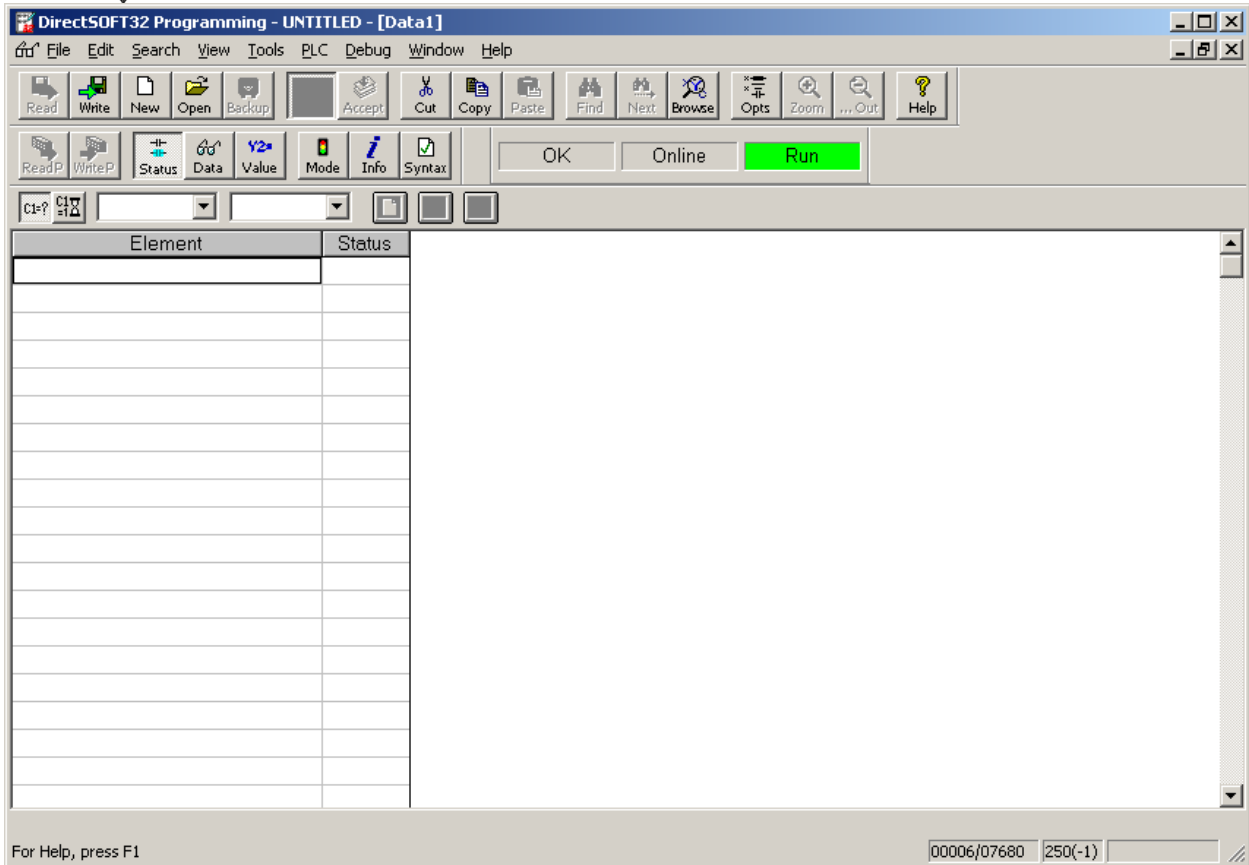 DirectSOFT32 Programming - UNTITLED - [Data1]
File Edit Search View Tools PLC Debug Window Help
Read Write New Open Backup Accept Cut Copy Paste Find Next Browse Opts Zoom ... Out Help
ReadP WriteP Status Data Y2= Value Mode Info Syntax OK Online Run
C1=? C1 =1
Element Status
For Help, press F1 00006/07680 250(-1)